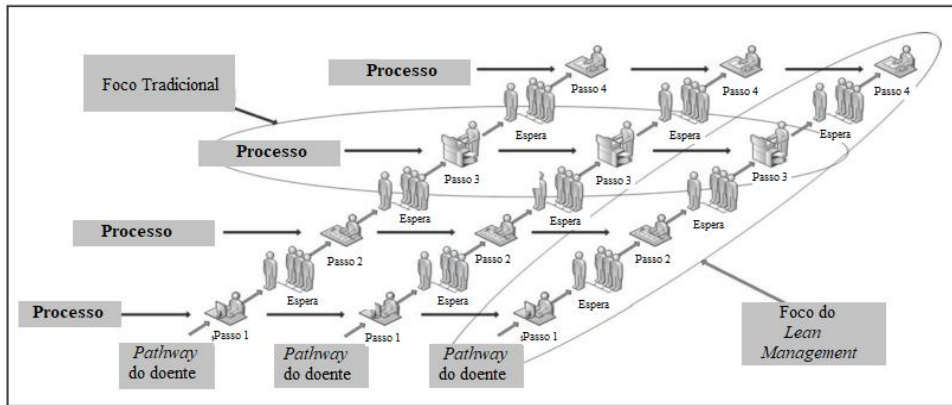 Foco Tradicional
Processo
Passo 4
Passo 4
Passo 4
Espera
Espera
Espera
Processo
Passo 3
Passo 3
Passo 3
Espera
Espera
Espera
Processo
Passo 2
Passo 2
Passo 2
Espera
Espera
Espera
Processo
Passo 1
Passo 1
Passo 1
Pathway
do doente
Pathway
do doente
Pathway
do doente
Foco do
Lean
Management